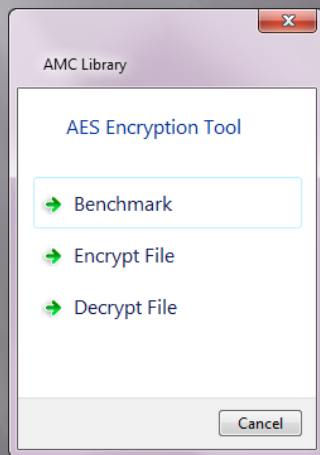 AMC Library
AES Encryption Tool
Benchmark
Encrypt File
Decrypt File
Cancel